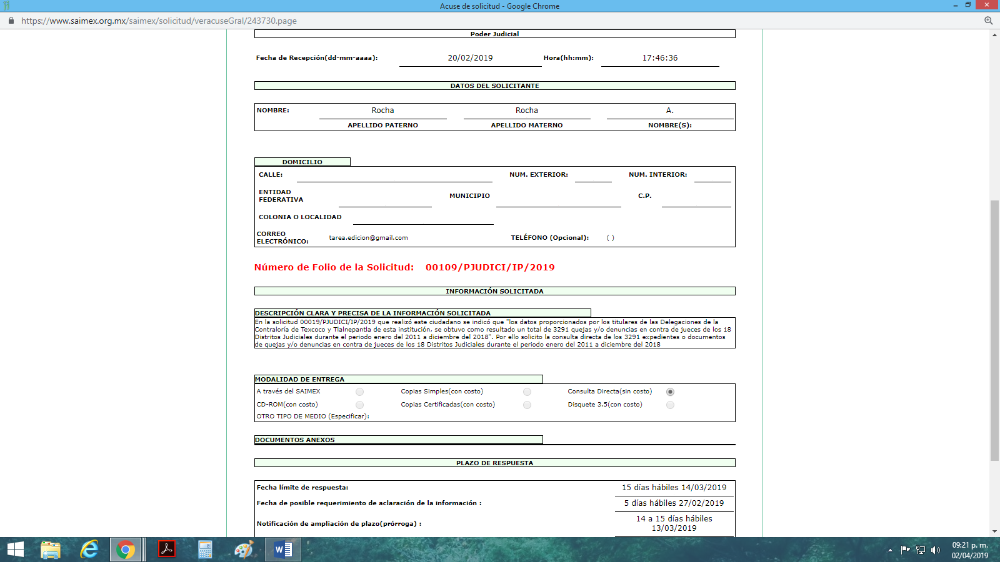 Acuse de solicitud - Google Chrome
https://www.saimex.org.mx/saimex/solicitud/veracuseGral/243730.page
Poder Judicial
Fecha de Recepción(dd-mm-aaaa): 20/02/2019 Hora(hh:mm): 17:46:36
DATOS DEL SOLICITANTE
NOMBRE: Rocha Rocha A.
APELLIDO PATERNO APELLIDO MATERNO NOMBRE(S):
DOMICILIO
CALLE: NUM. EXTERIOR: NUM. INTERIOR:
ENTIDAD
FEDERATIVA MUNICIPIO C.P.
COLONIA O LOCALIDAD
CORREO
ELECTRÓNICO: tarea.edicion@gmail.com TELÉFONO (Opcional): ( )
Número de Folio de la Solicitud: 00109/PJUDICI/IP/2019
INFORMACIÓN SOLICITADA
DESCRIPCIÓN CLARA Y PRECISA DE LA INFORMACIÓN SOLICITADA
En la solicitud 00019/PJUDICI/IP/2019 que realizó este ciudadano se indicó que "los datos proporcionados por los titulares de las Delegaciones de la
Contraloría de Texcoco y Tlalnepantla de esta institución, se obtuvo como resultado un total de 3291 quejas y/o denuncias en contra de jueces de los 18
Distritos Judiciales durante el periodo enero del 2011 a diciembre del 2018". Por ello solicito la consulta directa de los 3291 expedientes o documentos
de quejas y/o denuncias en contra de jueces de los 18 Distritos Judiciales durante el periodo enero del 2011 a diciembre del 2018
MODALIDAD DE ENTREGA
A través del SAIMEX Copias Simples(con costo) Consulta Directa(sin costo)
CD-ROM(con costo) Copias Certificadas(con costo) Disquete 3.5(con costo)
OTRO TIPO DE MEDIO (Especificar):
DOCUMENTOS ANEXOS
PLAZO DE RESPUESTA
Fecha límite de respuesta: 15 días hábiles 14/03/2019
Fecha de posible requerimiento de aclaración de la información : 5 días hábiles 27/02/2019
Notificación de ampliación de plazo(prórroga) : 14 a 15 días hábiles
13/03/2019
09:21 p. m.
02/04/2019